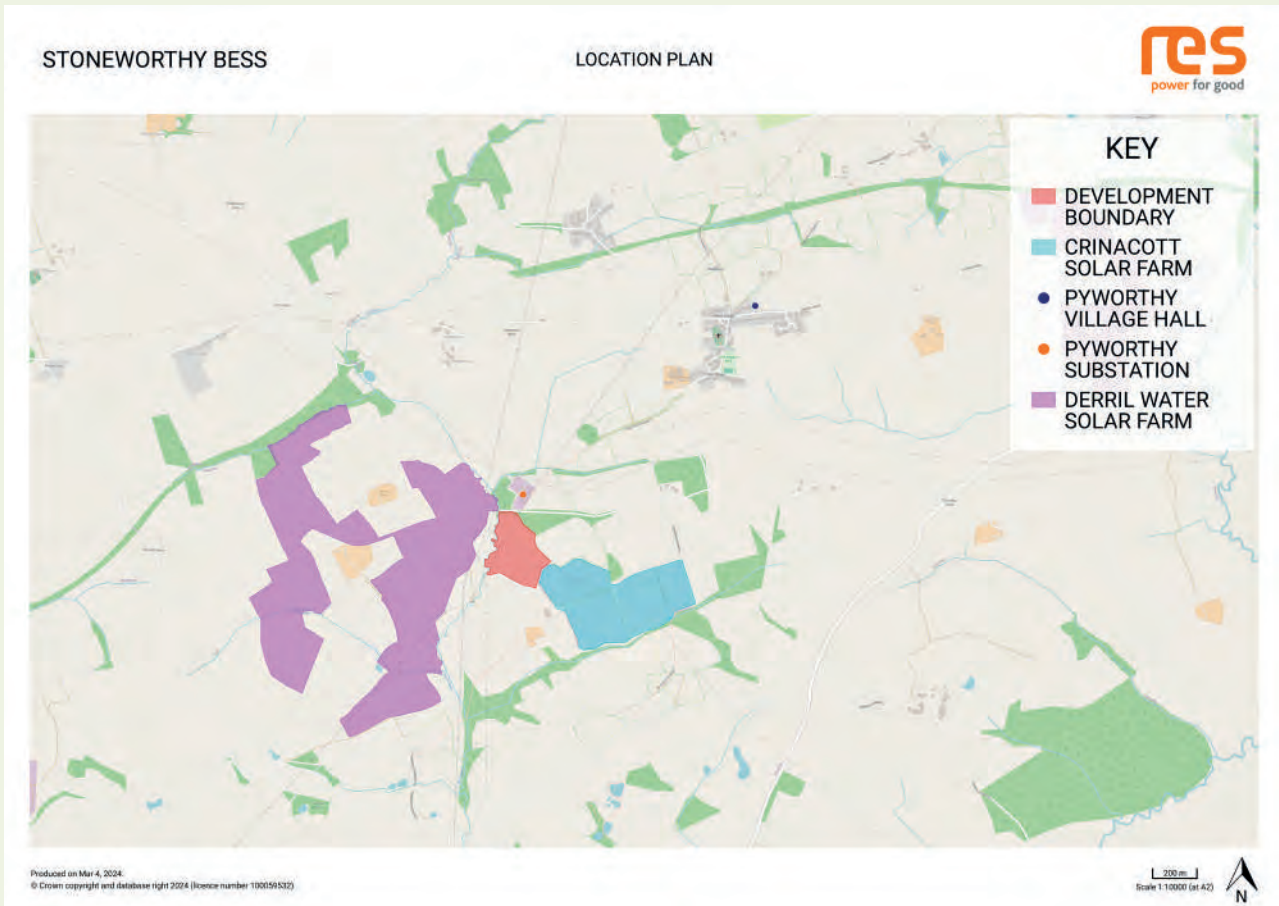 STONEWORTHY BESS
LOCATION PLAN
res
power for good
KEY
DEVELOPMENT
BOUNDARY
CRINACOTT
SOLAR FARM
PYWORTHY
VILLAGE HALL
PYWORTHY
SUBSTATION
DERRIL WATER
SOLAR FARM
Produced on Mar 4, 2024.
© Crown copyright and database right 2024 (licence number 100059532)
200 m
Scale 1:10000 (at A2)
N